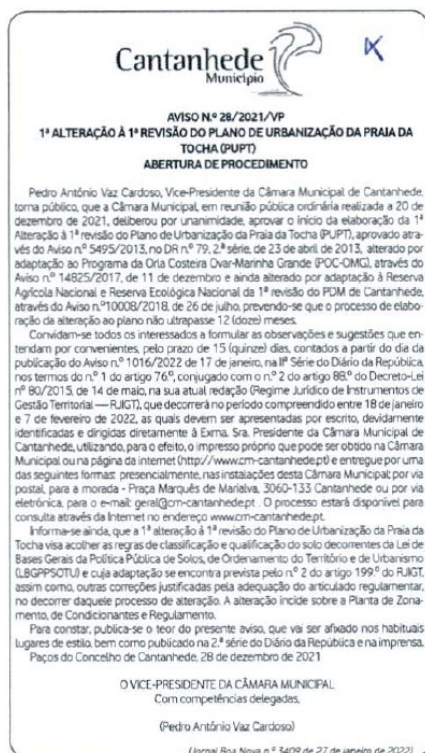 Cantanhede
Município
AVISO N.º 28/2021/VP
1ª ALTERAÇÃO À 1ª REVISÃO DO PLANO DE URBANIZAÇÃO DA PRAIA DA
TOCHA (PUPT)
ABERTURA DE PROCEDIMENTO
Pedro António Vaz Cardoso, Vice-Presidente da Câmara Municipal de Cantanhede,
torna público, que a Câmara Municipal, em reunião pública ordinária realizada a 20 de
dezembro de 2021, deliberou por unanimidade, aprovar o início da elaboração da 1ª
Alteração à 1ª revisão do Plano de Urbanização da Praia da Tocha (PUPT), aprovado atra-
vés do Aviso n.º 5495/2013, no DR n.º 79, 2.ª série, de 23 de abril de 2013, alterado por
adaptação ao Programa da Orla Costeira Ovar-Marinha Grande (POC-OMG), através do
Aviso n.º 14825/2017, de 11 de dezembro e ainda alterado por adaptação à Reserva
Agrícola Nacional e Reserva Ecológica Nacional da 1ª revisão do PDM de Cantanhede,
através do Aviso n.º10008/2018, de 26 de julho, prevendo-se que o processo de elabo-
ração da alteração ao plano não ultrapasse 12 (doze) meses.
Convidam-se todos os interessados a formular as observações e sugestões que en-
tendam por convenientes, pelo prazo de 15 (quinze) dias, contados a partir do dia da
publicação do Aviso n.º 1016/2022 de 17 de janeiro, na IIª Série do Diário da República,
nos termos do n.º 1 do artigo 76.º, conjugado com o n.º 2 do artigo 88.º do Decreto-Lei
nº 80/2015, de 14 de maio, na sua atual redação (Regime Jurídico de Instrumentos de
Gestão Territorial — RJIGT), que decorrerá no período compreendido entre 18 de janeiro
e 7 de fevereiro de 2022, as quais devem ser apresentadas por escrito, devidamente
identificadas e dirigidas diretamente à Exma. Sra. Presidente da Câmara Municipal de
Cantanhede, utilizando, para o efeito, o impresso próprio que pode ser obtido na Câmara
Municipal ou na página da internet (http://www.cm-cantanhede.pt) e entregue por uma
das seguintes formas: presencialmente, nas instalações desta Câmara Municipal; por via
postal, para a morada - Praça Marquês de Marialva, 3060-133 Cantanhede ou por via
eletrónica, para o e-mail: geral@cm-cantanhede.pt . O processo estará disponível para
consulta através da Internet no endereço www.cm-cantanhede.pt.
Informa-se ainda, que a 1ª alteração à 1ª revisão do Plano de Urbanização da Praia da
Tocha visa acolher as regras de classificação e qualificação do solo decorrentes da Lei de
Bases Gerais da Política Pública de Solos, de Ordenamento do Território e de Urbanismo
(LBGPPSOTU) e cuja adaptação se encontra prevista pelo n.º 2 do artigo 199.º do RJIGT,
assim como, outras correções justificadas pela adequação do articulado regulamentar,
no decorrer daquele processo de alteração. A alteração incide sobre a Planta de Zona-
mento, de Condicionantes e Regulamento.
Para constar, publica-se o teor do presente aviso, que vai ser afixado nos habituais
lugares de estilo, bem como publicado na 2.ª série do Diário da República e na imprensa.
Paços do Concelho de Cantanhede, 28 de dezembro de 2021
O VICE-PRESIDENTE DA CÂMARA MUNICIPAL
Com competências delegadas,
(Pedro António Vaz Cardoso)
(Jornal Boa Nova n.º 3409 de 27 de janeiro de 2022)